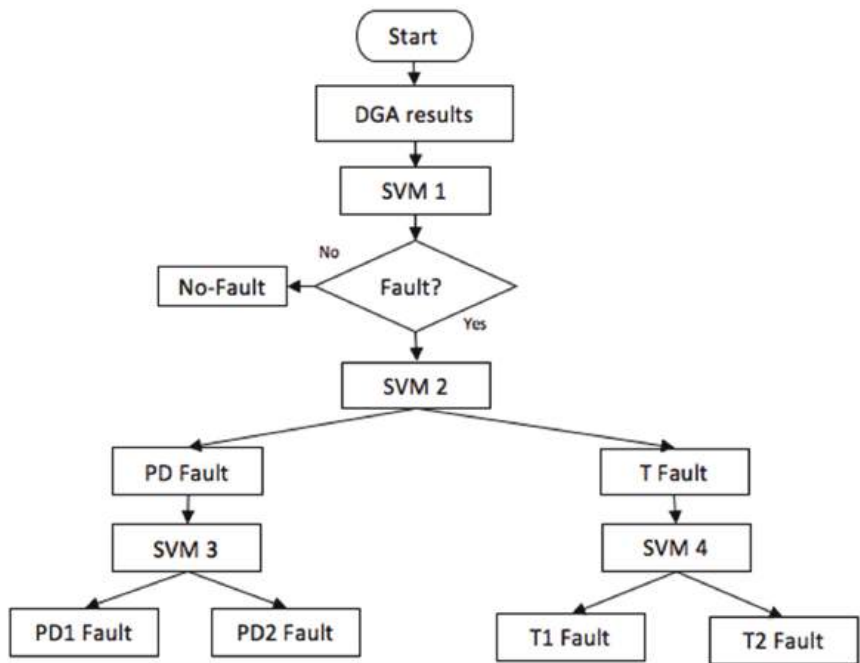 Start
DGA results
SVM 1
No
No-Fault
Fault?
Yes
SVM 2
PD Fault
T Fault
SVM 3
SVM 4
PD1 Fault
PD2 Fault
T1 Fault
T2 Fault